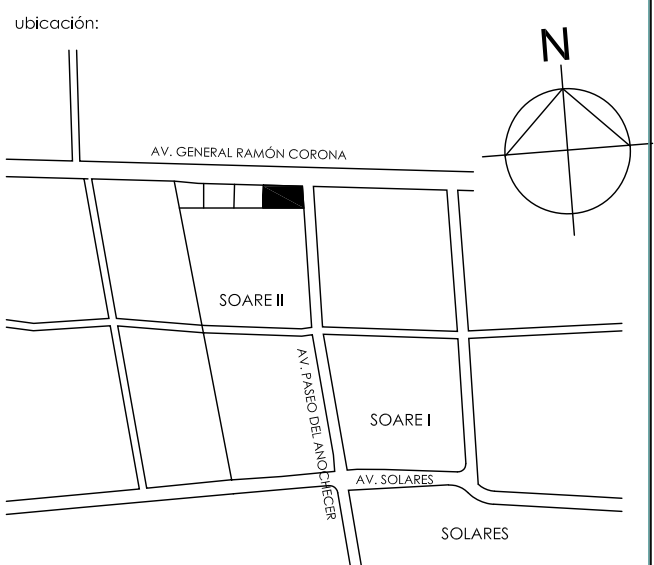 ubicación:
N
AV. GENERAL RAMÓN CORONA
SOARE II
AV. PASEO DEL ANOCHECER
SOARE I
AV. SOLARES
SOLARES